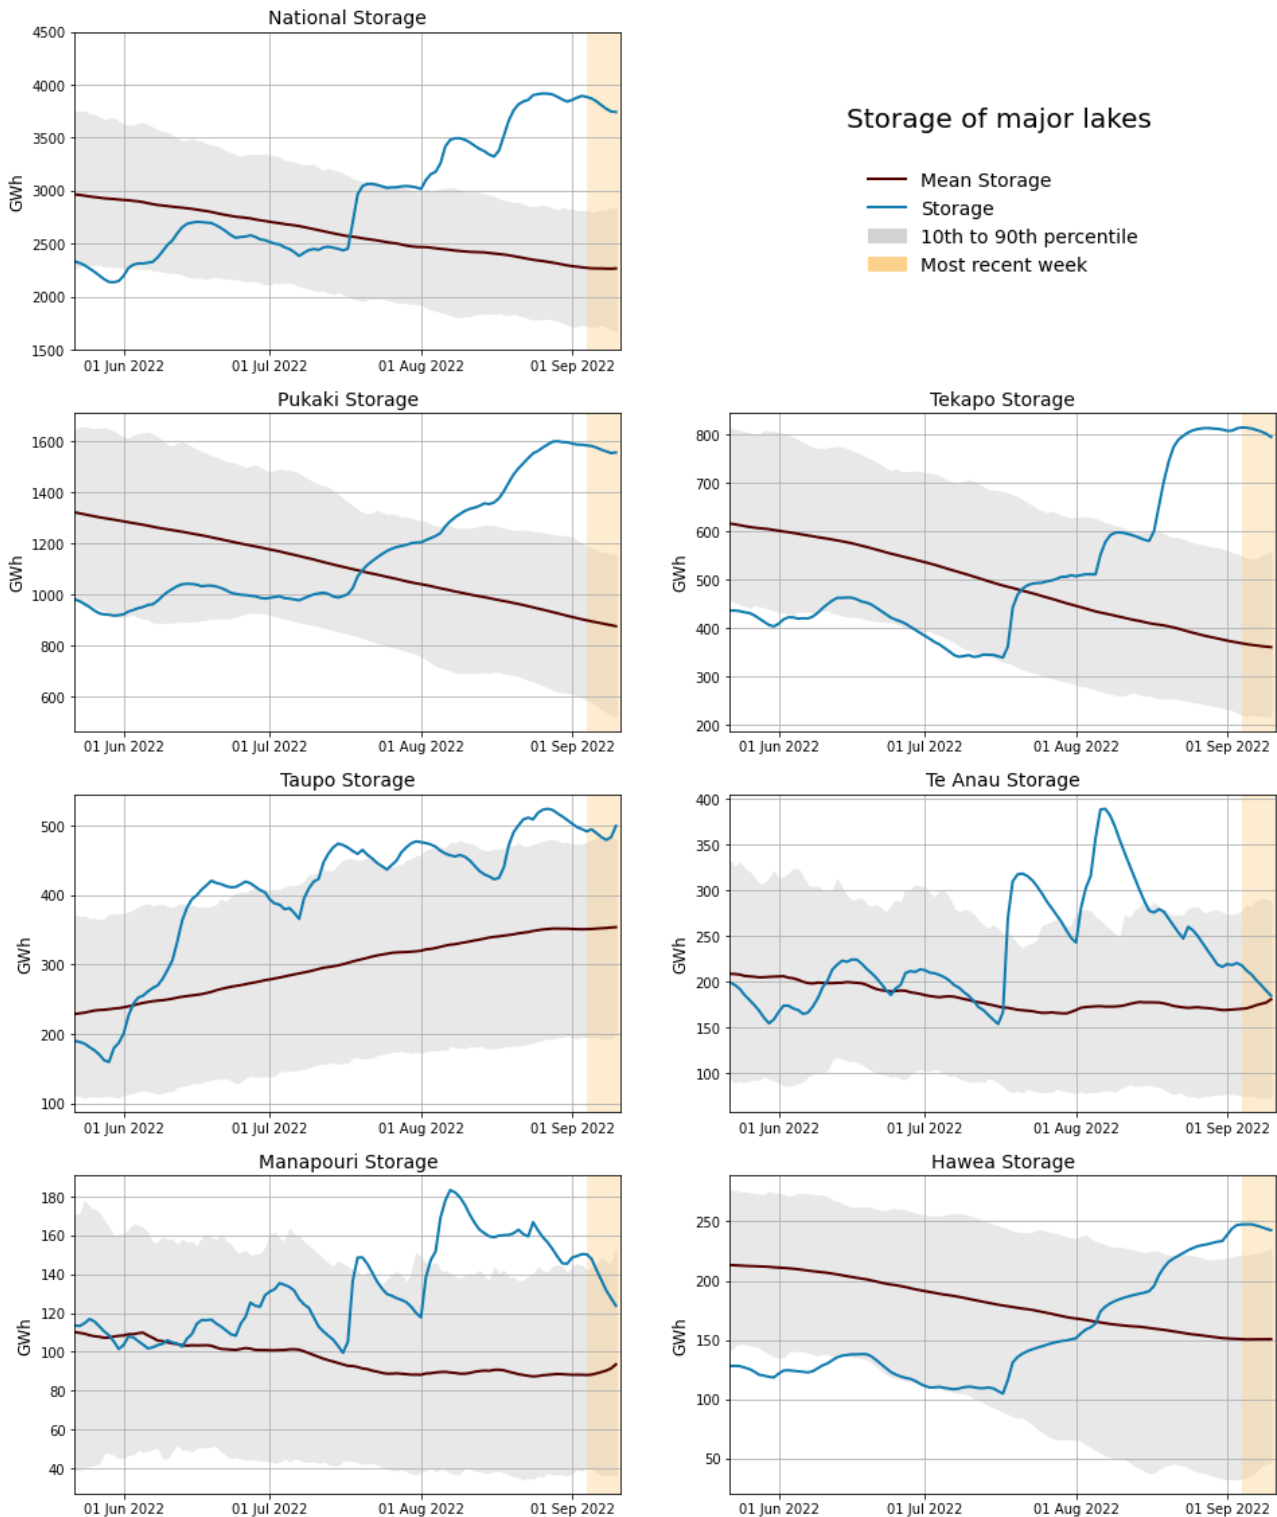 National Storage
4500
4000
3500
3000
2500
2000
1500
GWh
01 Jun 2022 01 Jul 2022 01 Aug 2022 01 Sep 2022
Storage of major lakes
Mean Storage
Storage
10th to 90th percentile
Most recent week
Pukaki Storage
1600
1400
1200
1000
800
600
GWh
01 Jun 2022 01 Jul 2022 01 Aug 2022 01 Sep 2022
Tekapo Storage
800
700
600
500
400
300
200
GWh
01 Jun 2022 01 Jul 2022 01 Aug 2022 01 Sep 2022
Taupo Storage
500
400
300
200
100
GWh
01 Jun 2022 01 Jul 2022 01 Aug 2022 01 Sep 2022
Te Anau Storage
400
350
300
250
200
150
100
GWh
01 Jun 2022 01 Jul 2022 01 Aug 2022 01 Sep 2022
Manapouri Storage
180
160
140
120
100
80
60
40
GWh
01 Jun 2022 01 Jul 2022 01 Aug 2022 01 Sep 2022
Hawea Storage
250
200
150
100
50
GWh
01 Jun 2022 01 Jul 2022 01 Aug 2022 01 Sep 2022